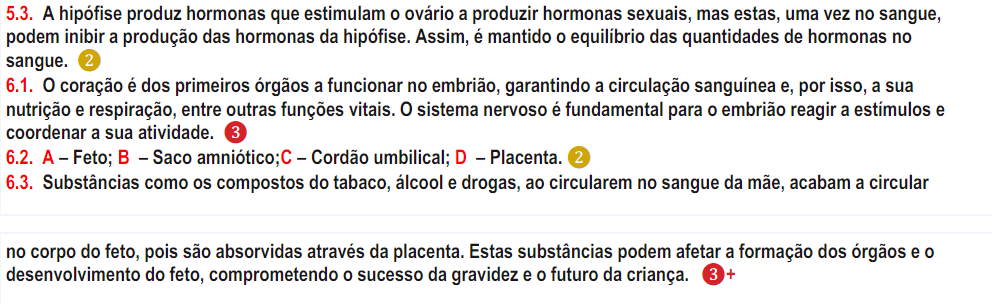 5.3. A hipófise produz hormonas que estimulam o ovário a produzir hormonas sexuais, mas estas, uma vez no sangue,
podem inibir a produção das hormonas da hipófise. Assim, é mantido o equilíbrio das quantidades de hormonas no
sangue. 2
6.1. O coração é dos primeiros órgãos a funcionar no embrião, garantindo a circulação sanguínea e, por isso, a sua
nutrição e respiração, entre outras funções vitais. O sistema nervoso é fundamental para o embrião reagir a estímulos e
coordenar a sua atividade. 3
6.2. A – Feto; B – Saco amniótico;C – Cordão umbilical; D – Placenta. 2
6.3. Substâncias como os compostos do tabaco, álcool e drogas, ao circularem no sangue da mãe, acabam a circular
no corpo do feto, pois são absorvidas através da placenta. Estas substâncias podem afetar a formação dos órgãos e o
desenvolvimento do feto, comprometendo o sucesso da gravidez e o futuro da criança. 3+